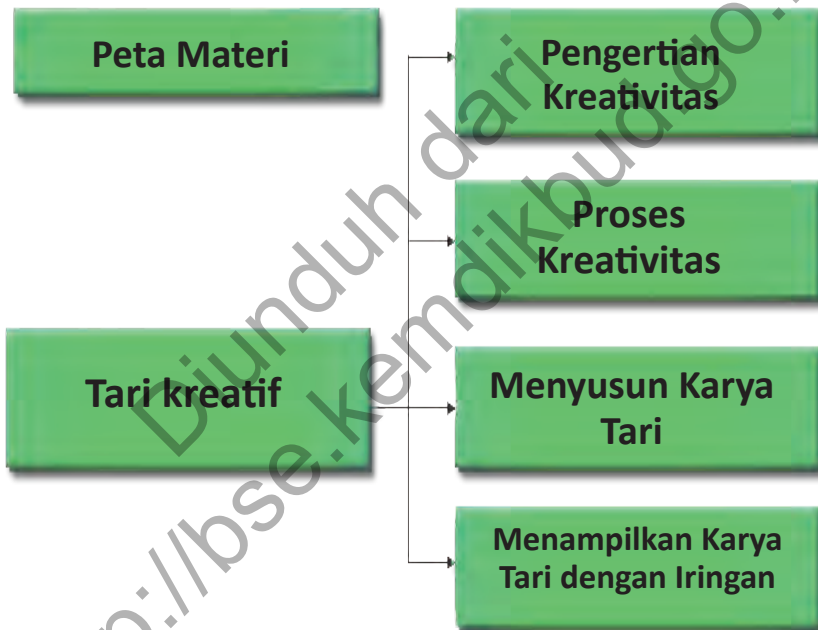 Peta Materi
Pengertian
Kreativitas
Proses
Kreativitas
Tari kreatif
Menyusun Karya
Tari
Menampilkan Karya
Tari dengan Iringan
Diunduh dari
p://bse.kemdikbud.go.